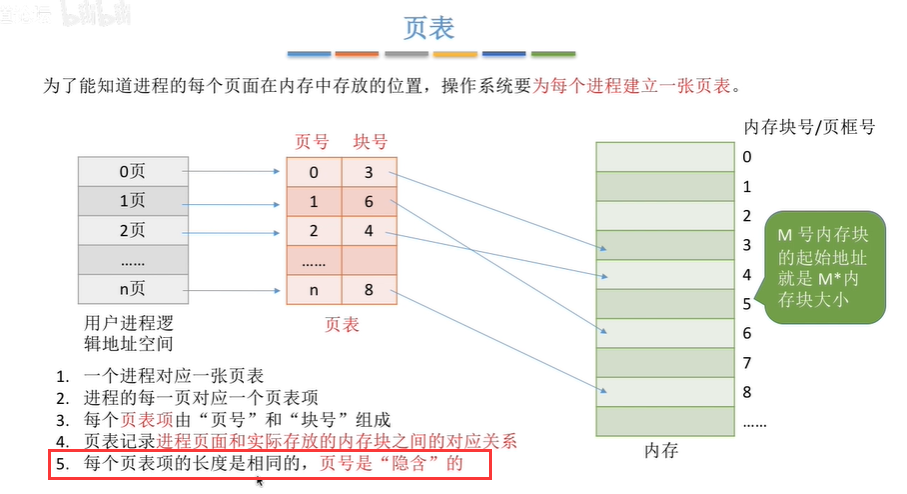 bilibili
页表
为了能知道进程的每个页面在内存中存放的位置，操作系统要为每个进程建立一张页表。
页号 块号
0 3
1 6
2 4
……
n 8
页表
0页
1页
2页
……
n页
用户进程逻
辑地址空间
内存块号/页框号
0
1
2
3
4
5
6
7
8
……
内存
M 号内存块
的起始地址
就是 M*内
存块大小
1. 一个进程对应一张页表
2. 进程的每一页对应一个页表项
3. 每个页表项由“页号”和“块号”组成
4. 页表记录进程页面和实际存放的内存块之间的对应关系
5. 每个页表项的长度是相同的，页号是“隐含”的